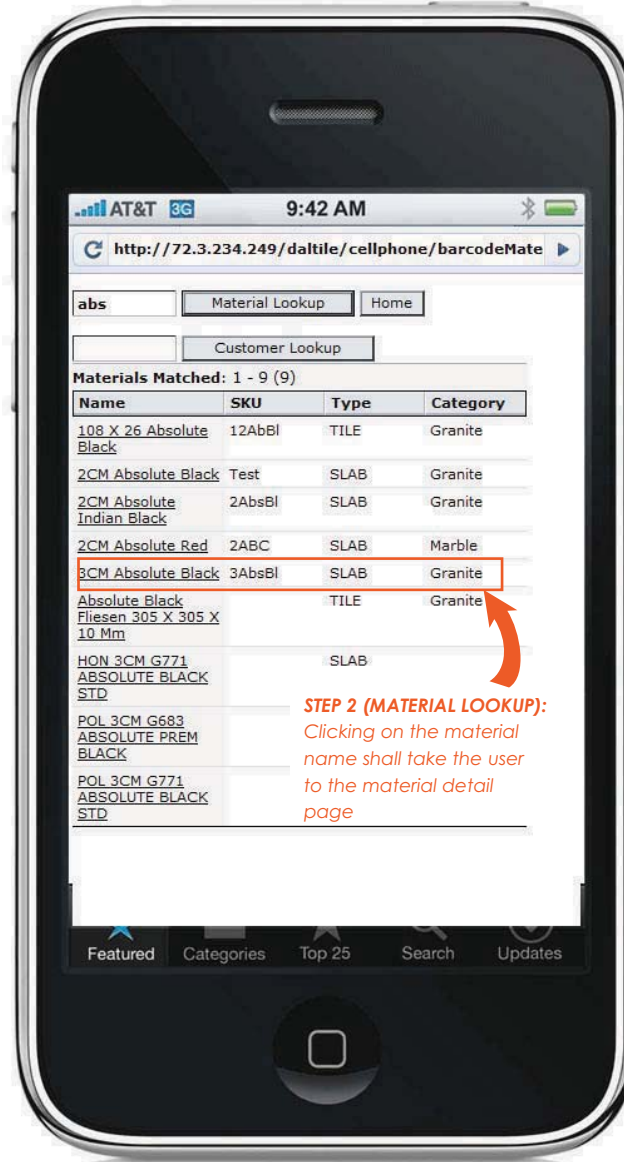 AT&T 3G 9:42 AM
http://72.3.234.249/daltile/cellphone/barcodeMate
abs Material Lookup Home
Customer Lookup
Materials Matched: 1 - 9 (9)
Name SKU Type Category
108 X 26 Absolute 12AbBl TILE Granite
Black
2CM Absolute Black Test SLAB Granite
2CM Absolute 2AbsBl SLAB Granite
Indian Black
2CM Absolute Red 2ABC SLAB Marble
3CM Absolute Black 3AbsBl SLAB Granite
Absolute Black TILE Granite
Fliesen 305 X 305 X
10 Mm
HON 3CM G771 SLAB
ABSOLUTE BLACK
STD
POL 3CM G683
ABSOLUTE PREM
BLACK
POL 3CM G771
ABSOLUTE BLACK
STD
STEP 2 (MATERIAL LOOKUP):
Clicking on the material
name shall take the user
to the material detail
page
Featured Categories Top 25 Search Updates